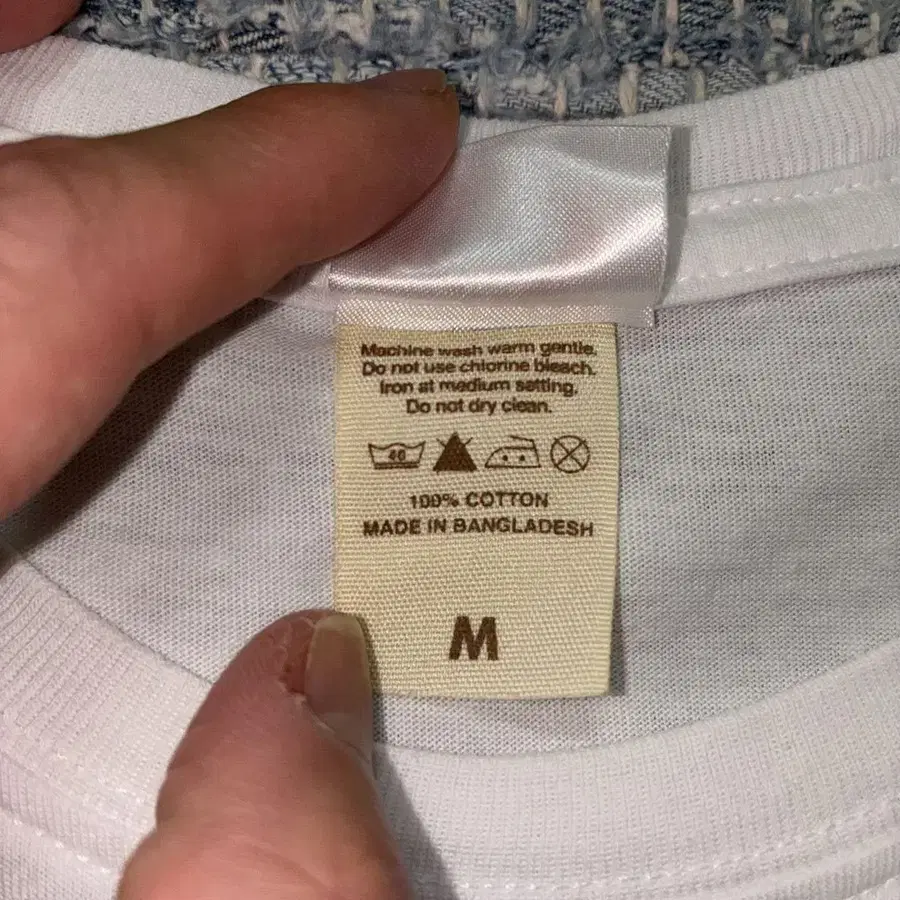 Machine wash warm gentle.
Do not use chlorine bleach.
Iron at medium setting.
Do not dry clean.
40
100% COTTON
MADE IN BANGLADESH
M